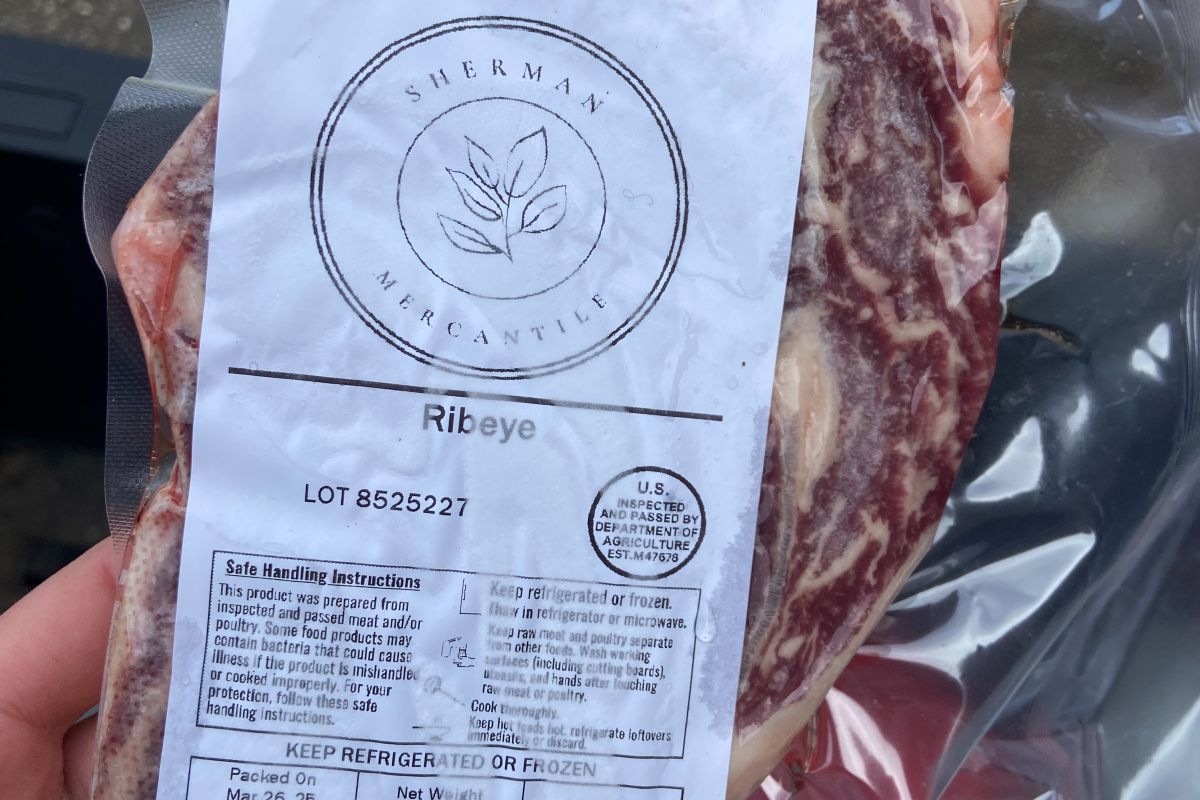 SHERMAN
MERCANTILE
Ribeye
LOT 8525227
U.S.
INSPECTED
AND PASSED BY
DEPARTMENT OF
AGRICULTURE
EST.M47678
Safe Handling Instructions
This product was prepared from
inspected and passed meat and/or
poultry. Some food products may
contain bacteria that could cause
illness if the product is mishandled
or cooked improperly. For your
protection, follow these safe
handling instructions.
Keep refrigerated or frozen.
Thaw in refrigerator or microwave.
Keep raw meat and poultry separate
from other foods. Wash working
surfaces (including cutting boards),
utensils, and hands after touching
raw meat or poultry.
Cook thoroughly.
Keep hot foods hot. refrigerate leftovers
immediately or discard.
KEEP REFRIGERATED OR FROZEN
Packed On
Mar 26, 25
Net Weight